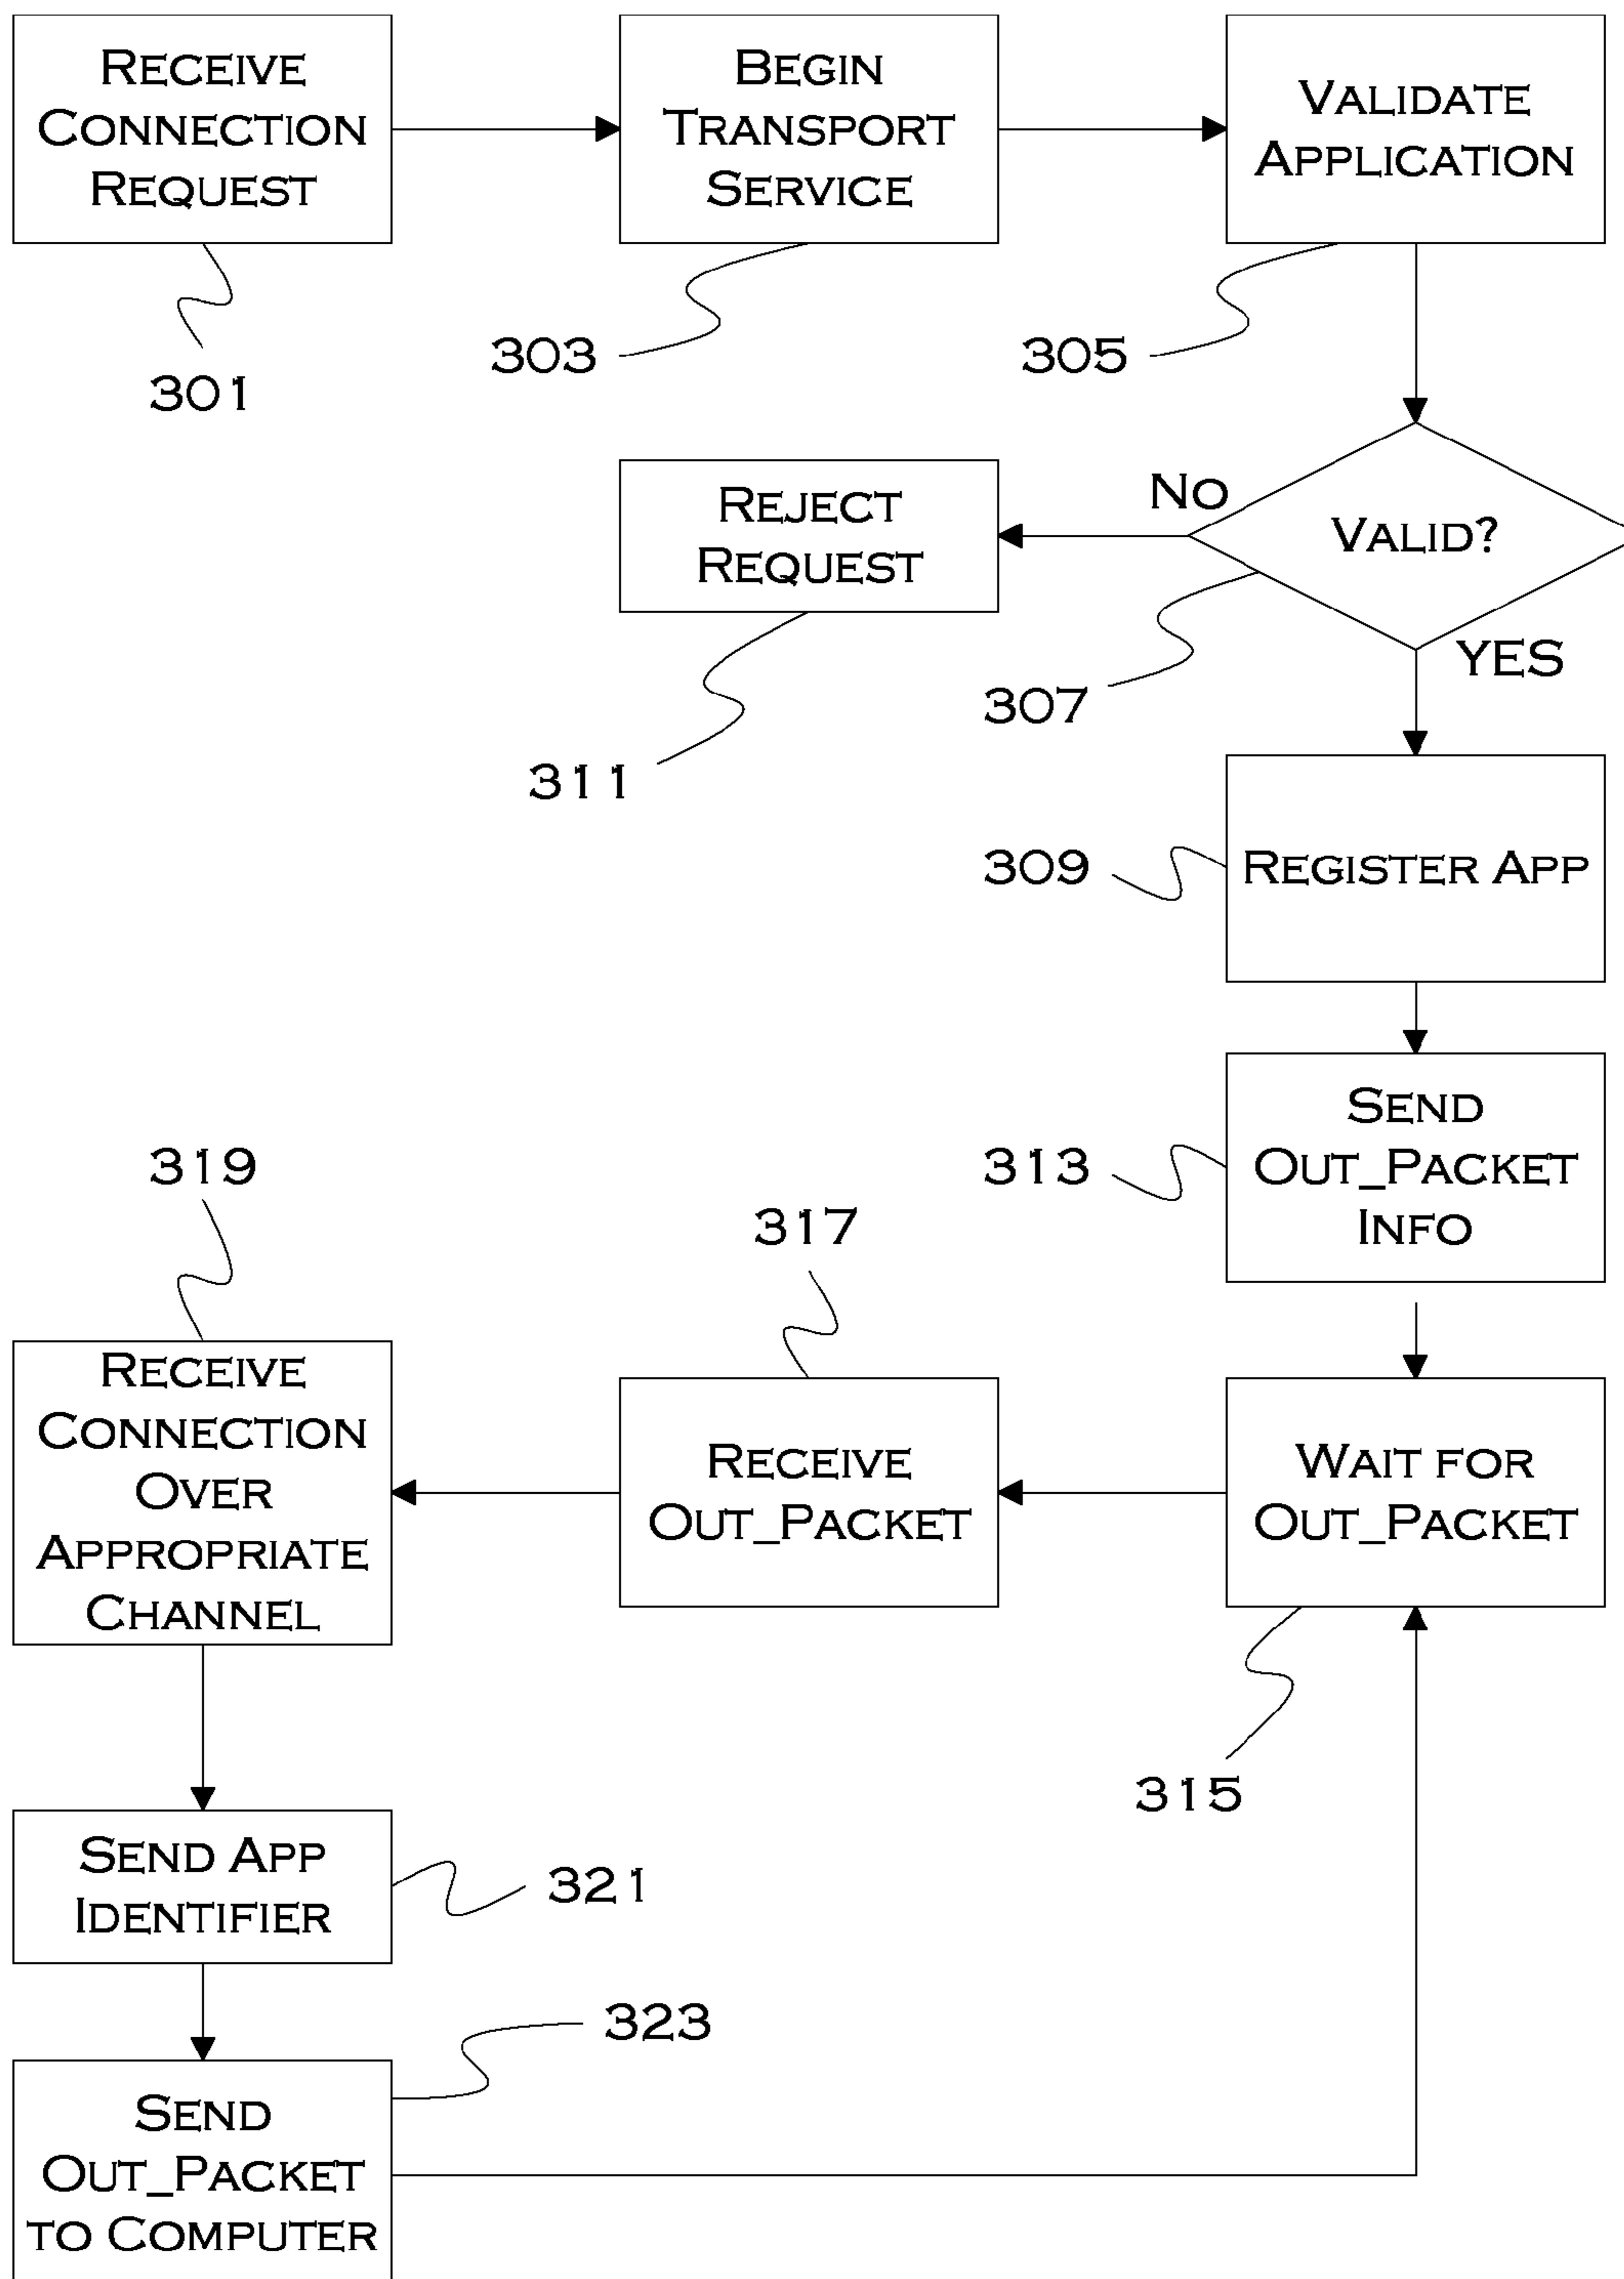 RECEIVE
CONNECTION
REQUEST
BEGIN
TRANSPORT
SERVICE
VALIDATE
APPLICATION
301
303
305
REJECT
REQUEST
NO
VALID?
YES
307
311
309
REGISTER APP
SEND
OUT_PACKET
INFO
313
319
317
RECEIVE
CONNECTION
OVER
APPROPRIATE
CHANNEL
RECEIVE
OUT_PACKET
WAIT FOR
OUT_PACKET
315
SEND APP
IDENTIFIER
321
323
SEND
OUT_PACKET
TO COMPUTER